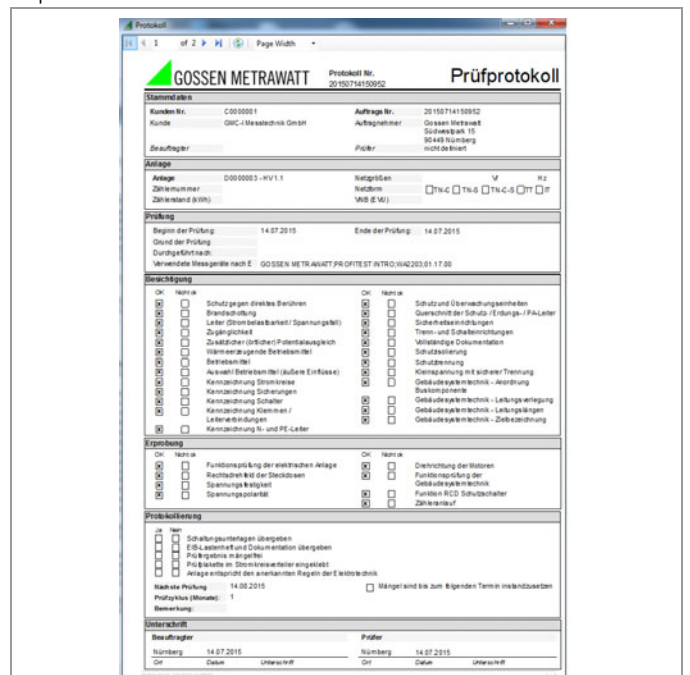 Protokoll
1 of 2 Page Width
GOSSEN METRAWATT Protokoll Nr. Prüfprotokoll
20150714150952
Stammdaten
Kunden Nr. C0000001 Auftrags Nr. 20150714150952
Kunde GMC-I Messtechnik GmbH Auftragnehmer Gossen Metrawatt
Südwestpark 15
90449 Nürnberg
Beauftragter Prüfer nicht definiert
Anlage
Anlage D0000003 - HV1.1 Netzgrößen V/ Hz
Zählernummer Netzform TN-C TN-S TN-C-S TT IT
Zählerstand (kWh) VNB (EVU)
Prüfung
Beginn der Prüfung: 14.07.2015 Ende der Prüfung: 14.07.2015
Grund der Prüfung
Durchgeführt nach:
Verwendete Messgeräte nach E GOSSEN METRAWATT;PROFITEST INTRO;WA2203;01.17.00
Besichtigung
OK Nicht ok OK Nicht ok
Schutz gegen direktes Berühren Schutz und Überwachungseinheiten
Brandschottung Querschnitt der Schutz- / Erdungs- / PA-Leiter
Leiter (Strombelastbarkeit / Spannungsfall) Sicherheitseinrichtungen
Zugänglichkeit Trenn- und Schalteinrichtungen
Zusätzlicher (örtlicher) Potentialausgleich Vollständige Dokumentation
Wärmeerzeugende Betriebsmittel Schutzisolierung
Betriebsmittel Schutztrennung
Auswahl Betriebsmittel (äußere Einflüsse) Kleinspannung mit sicherer Trennung
Kennzeichnung Stromkreise Gebäudesystemtechnik - Anordnung
Kennzeichnung Sicherungen Buskomponente
Kennzeichnung Schalter Gebäudesystemtechnik - Leitungsverlegung
Kennzeichnung Klemmen / Gebäudesystemtechnik - Leitungslängen
Leiterverbindungen Gebäudesystemtechnik - Zielbezeichnung
Kennzeichnung N- und PE-Leiter
Erprobung
OK Nicht ok OK Nicht ok
Funktionsprüfung der elektrischen Anlage Drehrichtung der Motoren
Rechtsdrehfeld der Steckdosen Funktionsprüfung der
Spannungsfestigkeit Gebäudesystemtechnik
Spannungspolarität Funktion RCD Schutzschalter
Zähleranlauf
Protokollierung
Ja Nein
Schaltungsunterlagen übergeben
EIB-Lastenheft und Dokumentation übergeben
Prüfergebnis mängelfrei
Prüfplakette im Stromkreisverteiler eingeklebt
Anlage entspricht den anerkannten Regeln der Elektrotechnik
Nächste Prüfung 14.08.2015 Mängel sind bis zum folgenden Termin instandzusetzen
Prüfzyklus (Monate): 1
Bemerkung:
Unterschrift
Beauftragter Prüfer
Nürnberg 14.07.2015 Nürnberg 14.07.2015
Ort Datum Unterschrift Ort Datum Unterschrift